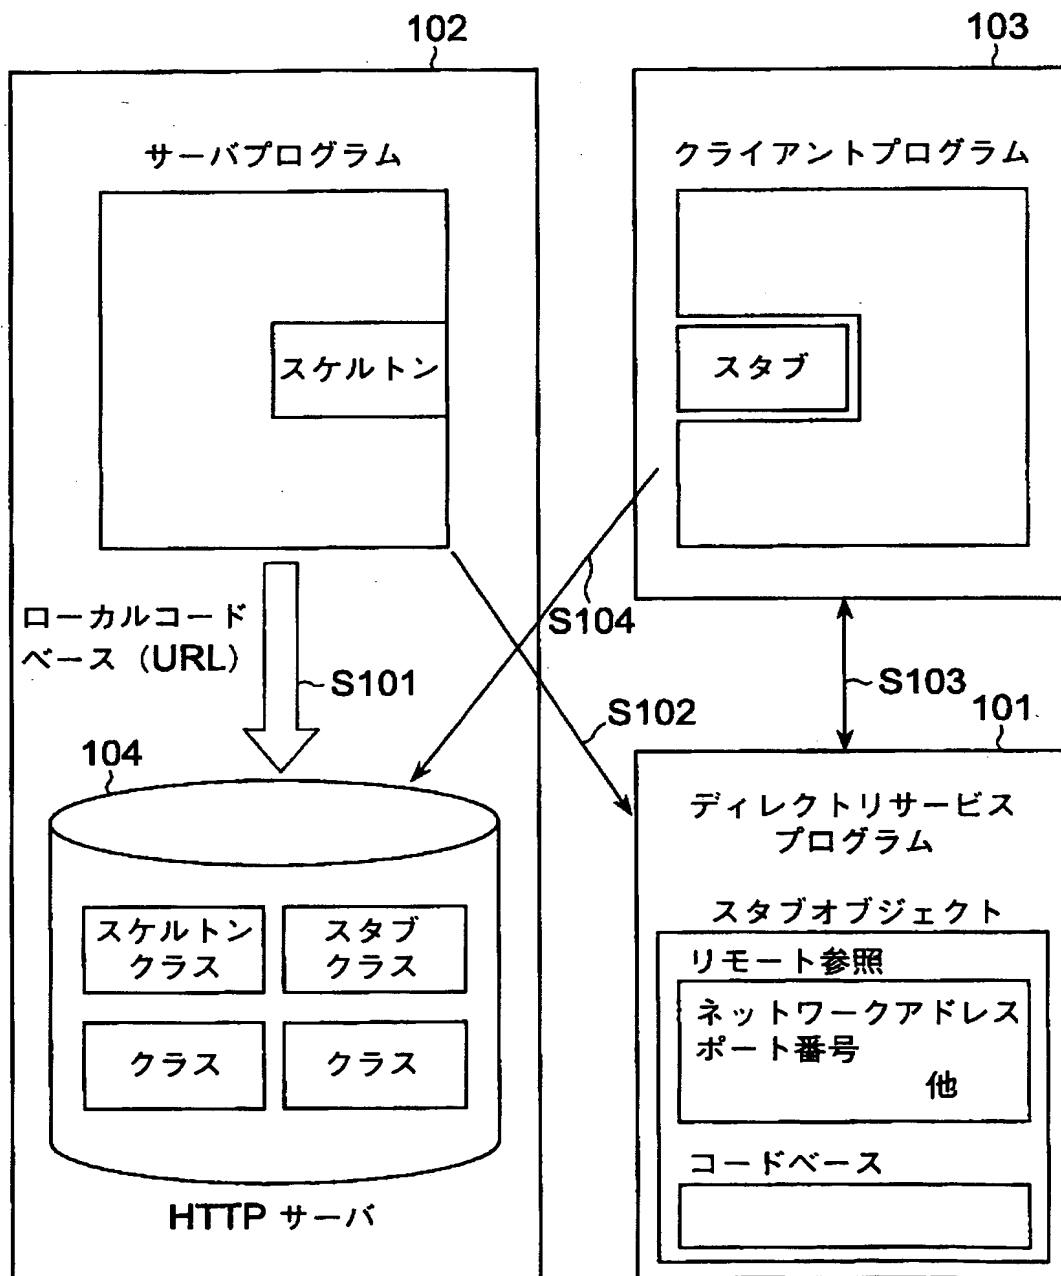 102
103
サーバプログラム
クライアントプログラム
スケルトン
スタブ
ローカルコード
ベース（URL）
S101
S104
S102
S103
101
104
ディレクトリサービス
プログラム
スタブオブジェクト
リモート参照
ネットワークアドレス
ポート番号
他
コードベース
スケルトン
クラス
スタブ
クラス
クラス
クラス
HTTP サーバ